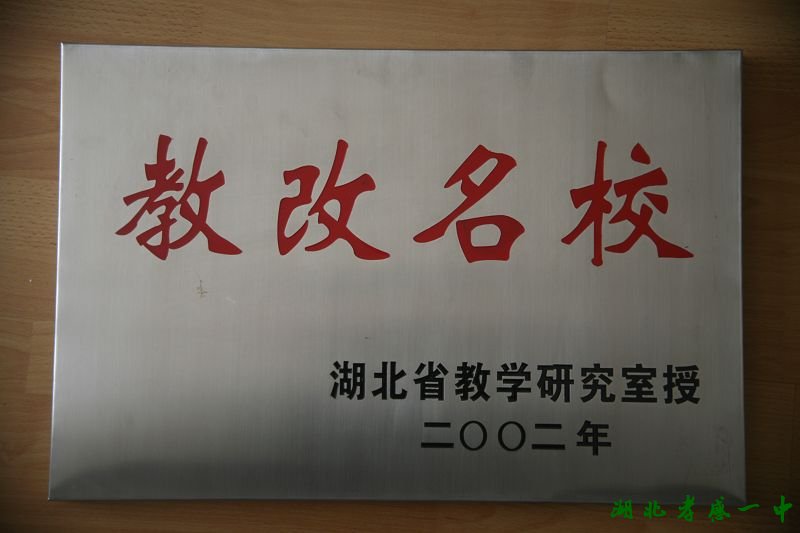 教改名校
湖北省教学研究室授
二〇〇二年
湖北孝感一中